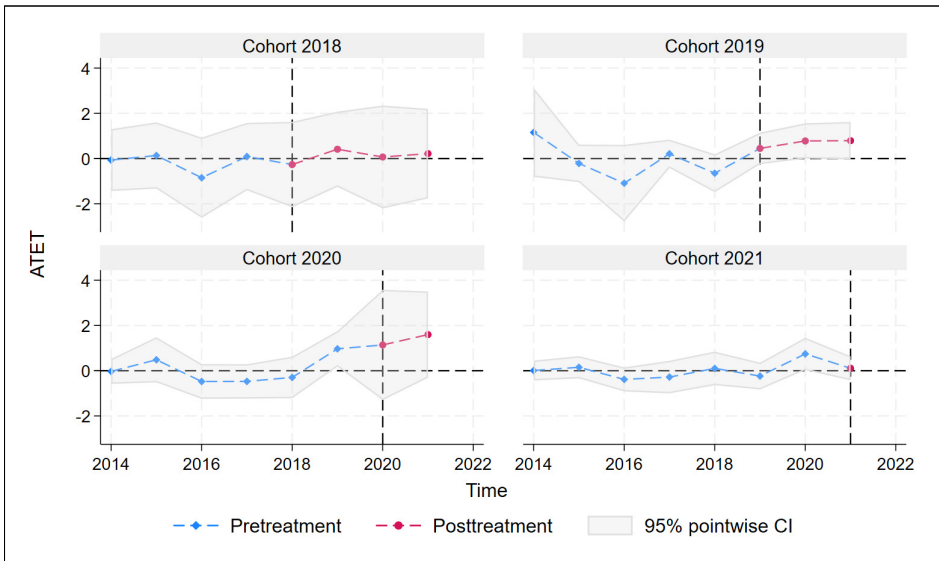 Cohort 2018
Cohort 2019
4
2
0
-2
Cohort 2020
Cohort 2021
4
2
0
-2
ATET
2014 2016 2018 2020 2022 2014 2016 2018 2020 2022
Time
Pretreatment Posttreatment 95% pointwise CI